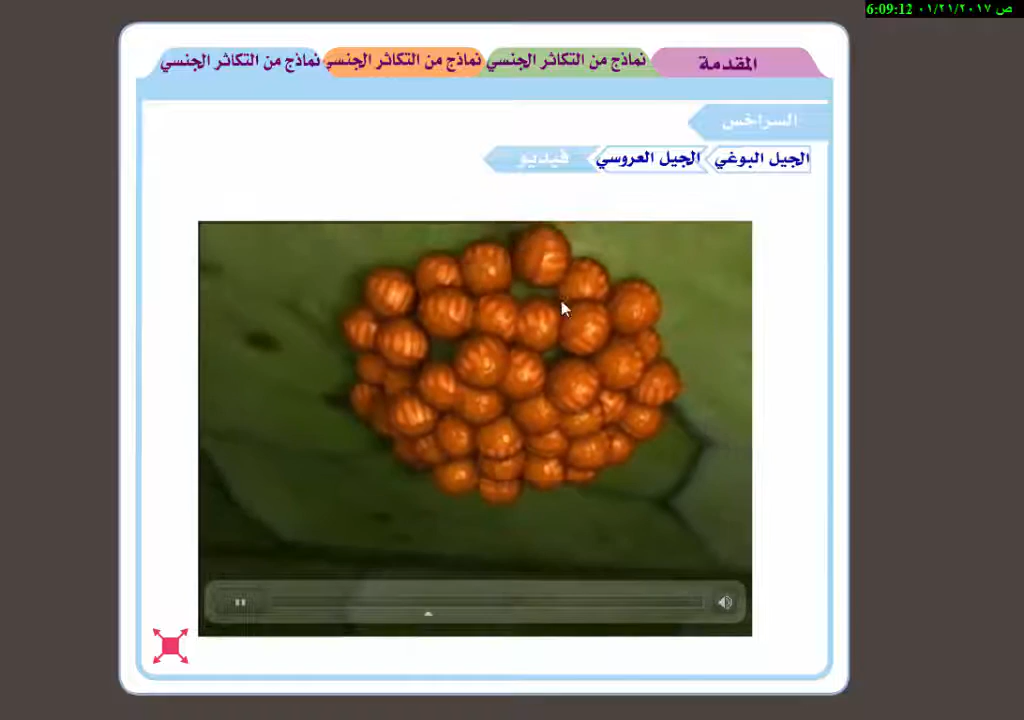 6:09:12 ص ٠١/٢١/٢٠١٧
المقدمة
نماذج من التكاثر الجنسي
نماذج من التكاثر الجنسي
نماذج من التكاثر الجنسي
السراخس
الجيل البوغي
الجيل العروسي
فيديو